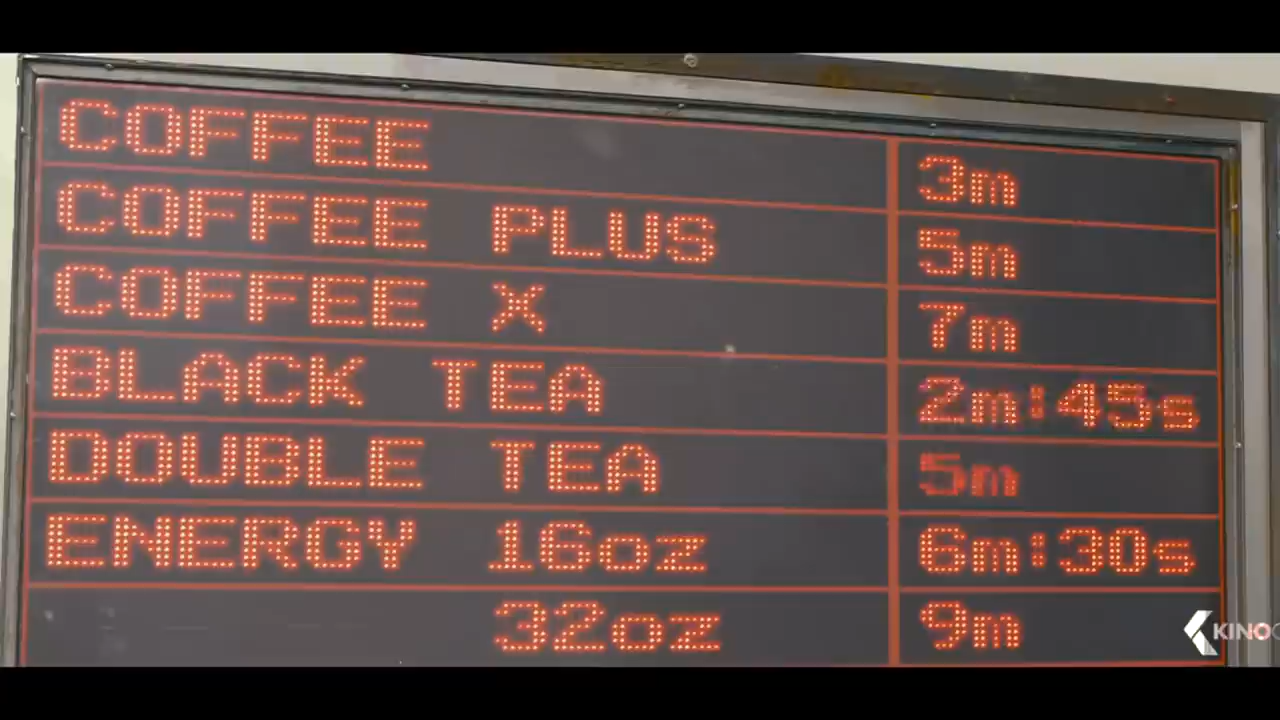 COFFEE 3m
COFFEE PLUS 5m
COFFEE X 7m
BLACK TEA 2m:45s
DOUBLE TEA 5m
ENERGY 16oz 6m:30s
32oz 9m